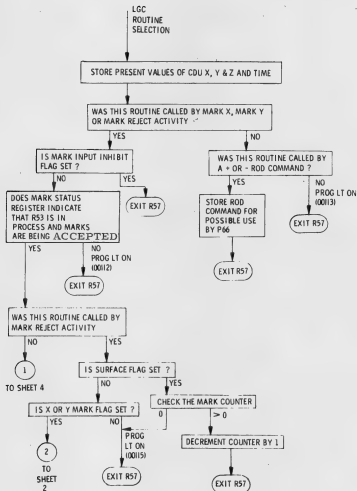 LGC
ROUTINE
SELECTION
STORE PRESENT VALUES OF CDU X, Y & Z AND TIME
WAS THIS ROUTINE CALLED BY MARK X, MARK Y
OR MARK REJECT ACTIVITY
YES
NO
IS MARK INPUT INHIBIT
FLAG SET ?
NO
YES
EXIT R57
WAS THIS ROUTINE CALLED BY
A + OR - ROD COMMAND ?
YES
NO
PROG LT ON
(00113)
EXIT R57
STORE ROD
COMMAND FOR
POSSIBLE USE
BY P66
EXIT R57
DOES MARK STATUS
REGISTER INDICATE
THAT R53 IS IN
PROCESS AND MARKS
ARE BEING ACCEPTED
YES
NO
PROG LT ON
(00112)
EXIT R57
WAS THIS ROUTINE CALLED BY
MARK REJECT ACTIVITY
NO
YES
1
TO SHEET 4
IS SURFACE FLAG SET ?
NO
YES
IS X OR Y MARK FLAG SET ?
YES
NO
CHECK THE MARK COUNTER
0
> 0
2
TO
SHEET
2
PROG
LT ON
(00115)
EXIT R57
DECREMENT COUNTER BY 1
EXIT R57